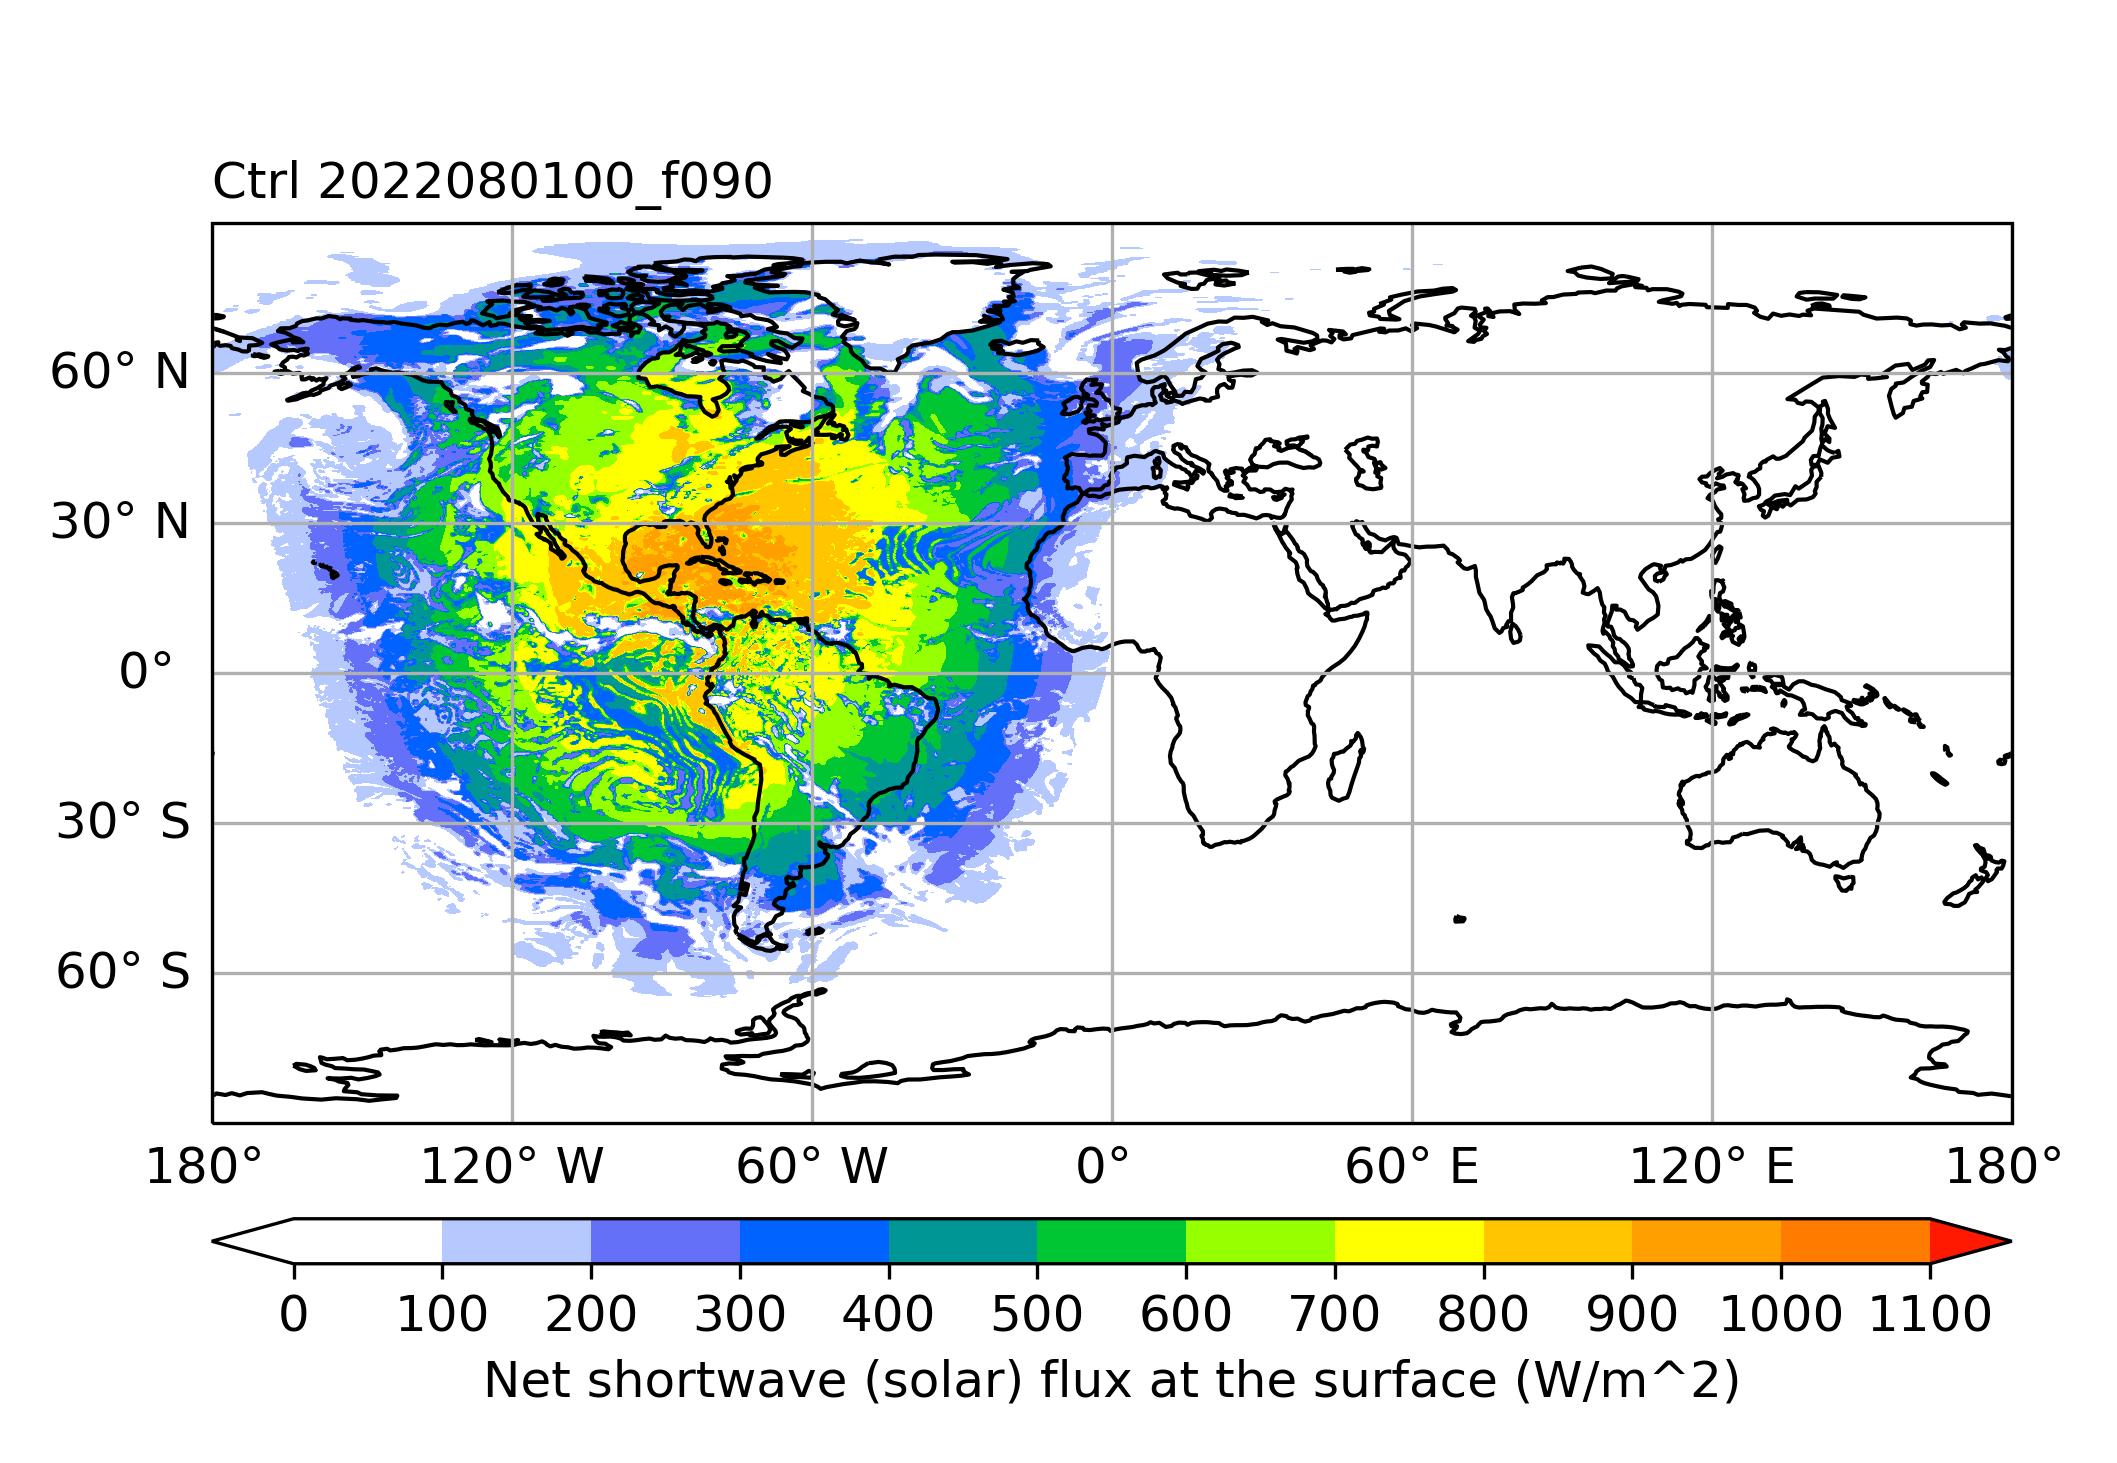 Ctrl 2022080100_f090
60° N
30° N
0°
30° S
60° S
180° 120° W 60° W 0° 60° E 120° E 180°
0 100 200 300 400 500 600 700 800 900 1000 1100
Net shortwave (solar) flux at the surface (W/m^2)